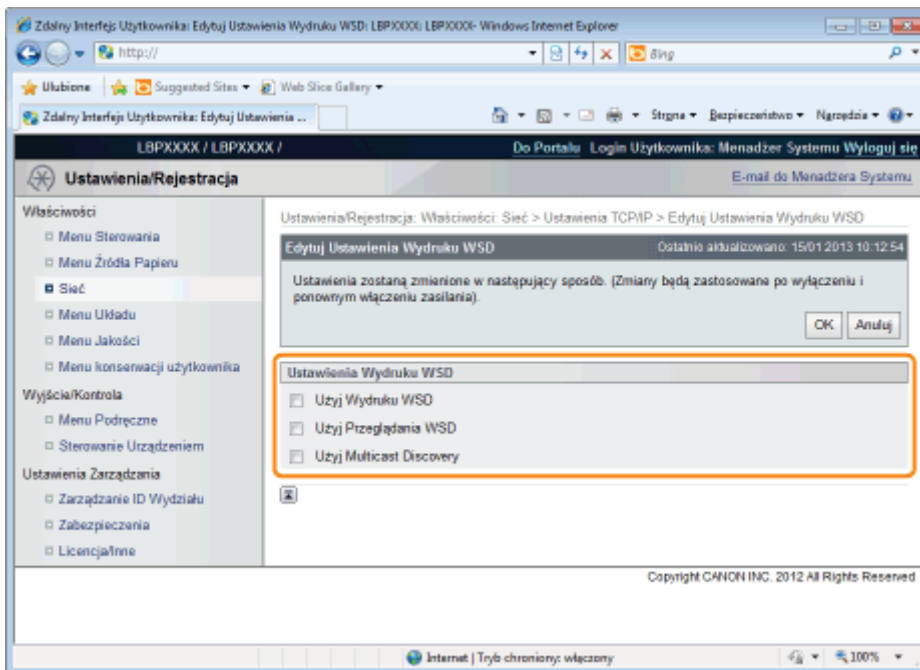 Zdalny Interfejs Użytkownika: Edytuj Ustawienia Wydruku WSD: LBPXXXX: LBPXXXX- Windows Internet Explorer
http://
Bing
Ulubione Suggested Sites Web Slice Gallery
Zdalny Interfejs Użytkownika: Edytuj Ustawienia ...
Strona Bezpieczeństwo Narzędzia
LBPXXXX / LBPXXXX /
Do Portalu Login Użytkownika: Menadżer Systemu Wyloguj się
Ustawienia/Rejestracja
E-mail do Menadżera Systemu
Właściwości
Menu Sterowania
Menu Źródła Papieru
Sieć
Menu Układu
Menu Jakości
Menu konserwacji użytkownika
Wyjście/Kontrola
Menu Podręczne
Sterowanie Urządzeniem
Ustawienia Zarządzania
Zarządzanie ID Wydziału
Zabezpieczenia
Licencja/Inne
Ustawienia/Rejestracja: Właściwości: Sieć > Ustawienia TCP/IP > Edytuj Ustawienia Wydruku WSD
Edytuj Ustawienia Wydruku WSD
Ostatnio aktualizowano: 15/01 2013 10:12:54
Ustawienia zostaną zmienione w następujący sposób. (Zmiany będą zastosowane po wyłączeniu i
ponownym włączeniu zasilania).
OK Anuluj
Ustawienia Wydruku WSD
Użyj Wydruku WSD
Użyj Przeglądania WSD
Użyj Multicast Discovery
Copyright CANON INC. 2012 All Rights Reserved
Internet | Tryb chroniony: włączony
100%